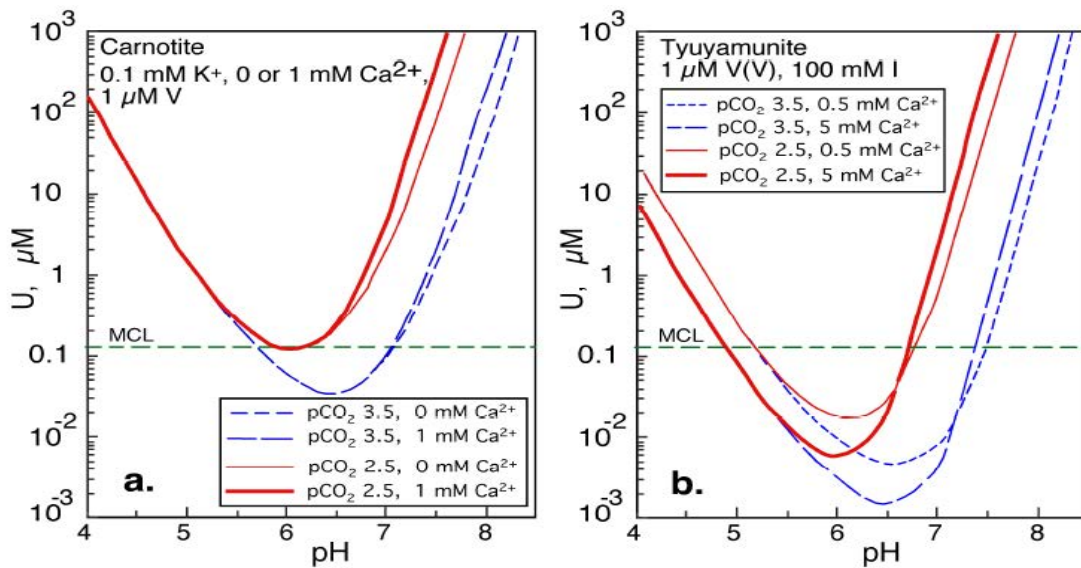 Carnotite
0.1 mM K+, 0 or 1 mM Ca2+,
1 µM V
10³
10²
10
1
0.1
10-2
10-3
U, µM
MCL
pCO2 3.5, 0 mM Ca2+
pCO2 3.5, 1 mM Ca2+
pCO2 2.5, 0 mM Ca2+
pCO2 2.5, 1 mM Ca2+
a.
4 5 6 7 8
pH
Tyuyamunite
1 µM V(V), 100 mM I
pCO2 3.5, 0.5 mM Ca2+
pCO2 3.5, 5 mM Ca2+
pCO2 2.5, 0.5 mM Ca2+
pCO2 2.5, 5 mM Ca2+
10³
10²
10
1
0.1
10-2
10-3
U, µM
MCL
b.
4 5 6 7 8
pH